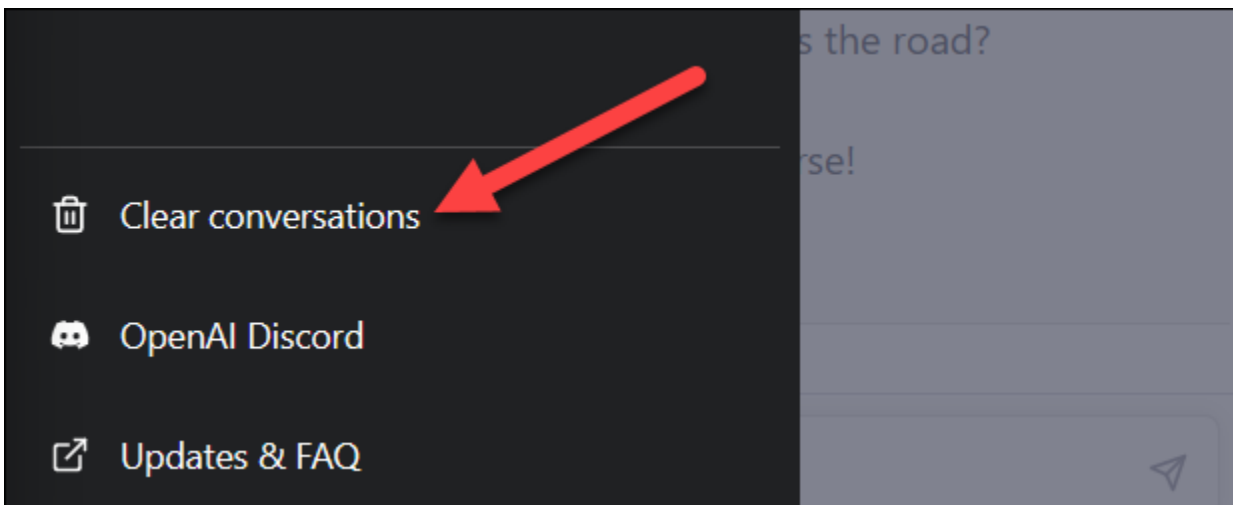 s the road?
rse!
Clear conversations
OpenAI Discord
Updates & FAQ